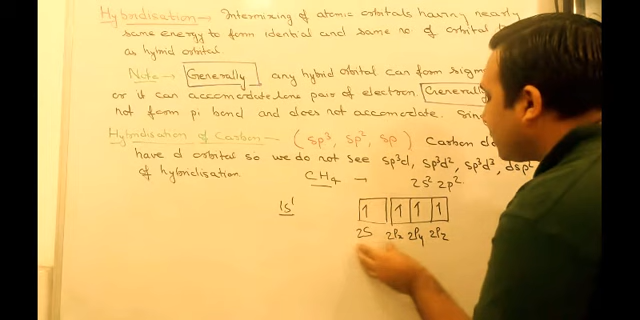 Hybridisation → Intermixing of atomic orbitals having nearly
same energy to form idential and same no of orbital
as hybrid orbital
Note → Generally any hybrid orbital can form sigma
or it can accomodate lone pair of electron. Generally
not form pi bond and does not accomodate.
Hybridisation of Carbon → (sp³, sp², sp) Carbon
have d orbital so we do not see sp³d, sp³d², sp³d³, dsp²
of hybridisation
CH₄ → 2s² 2p²
1s¹
1 1 1 1
2S 2Px 2Py 2Pz